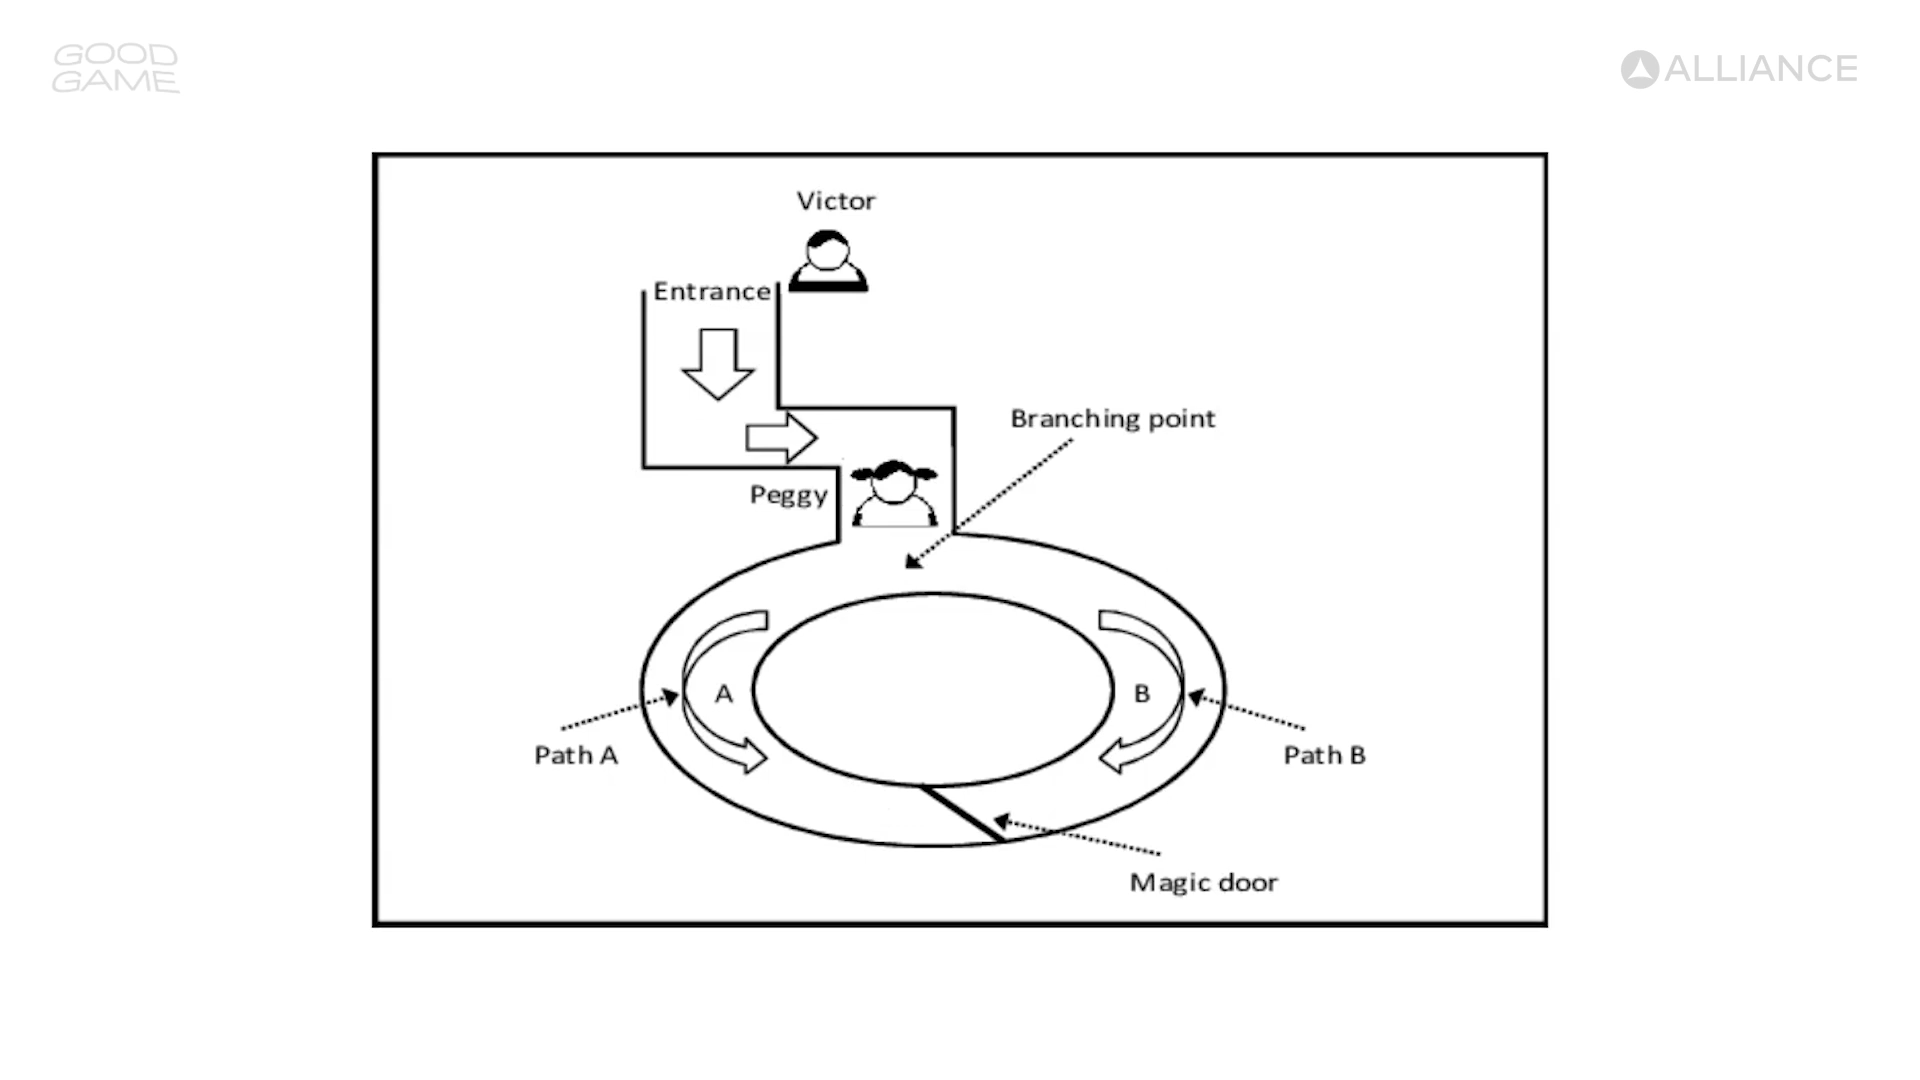 GOOD
GAME
ALLIANCE
Victor
Entrance
Branching point
Peggy
A
B
Path A
Path B
Magic door